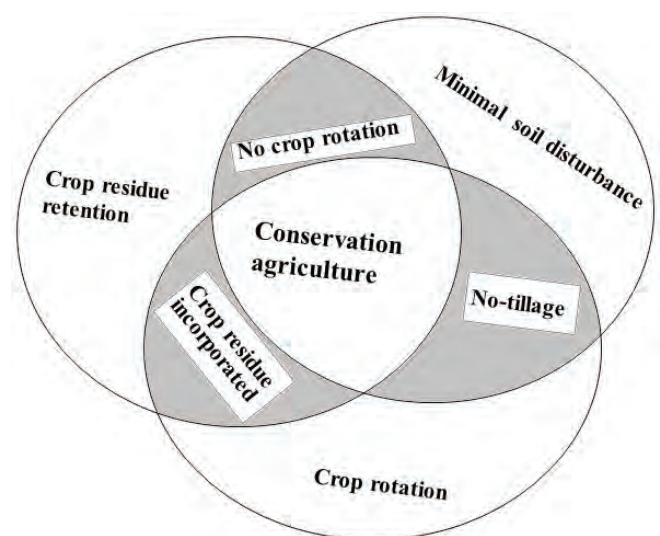 Minimal soil disturbance
No crop rotation
Crop residue
retention
Conservation
agriculture
No-tillage
Crop residue
incorporated
Crop rotation